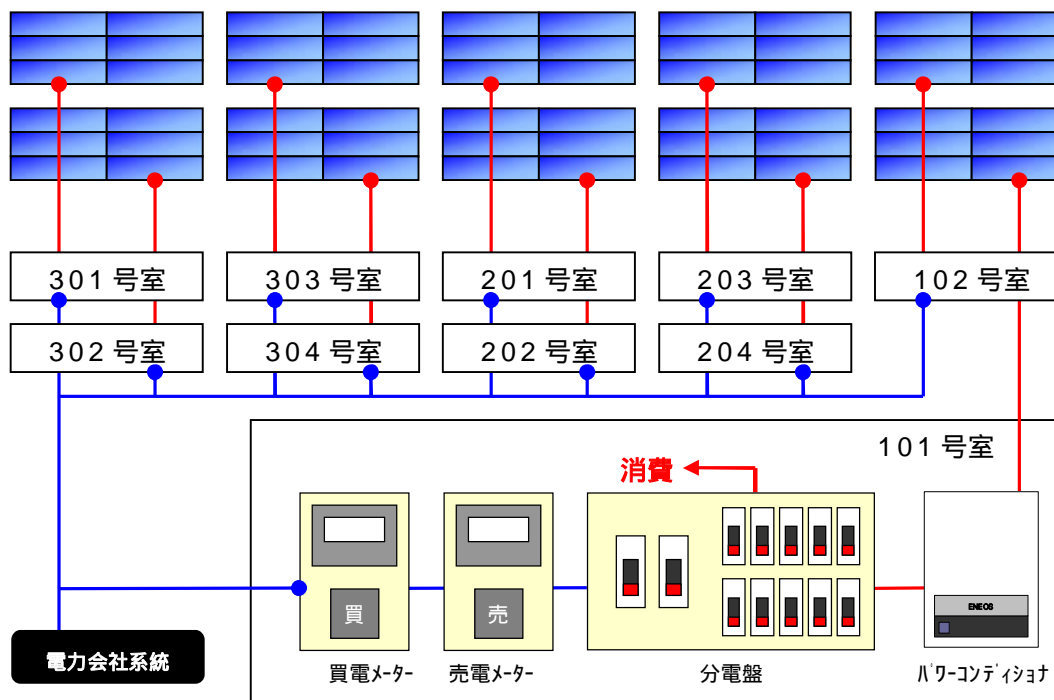 301号室
303号室
201号室
203号室
102号室
302号室
304号室
202号室
204号室
101号室
消費
買
売
ENEOS
電力会社系統
買電ﾒｰﾀｰ
売電ﾒｰﾀｰ
分電盤
ﾊﾟﾜｰｺﾝﾃﾞｨｼｮﾅ